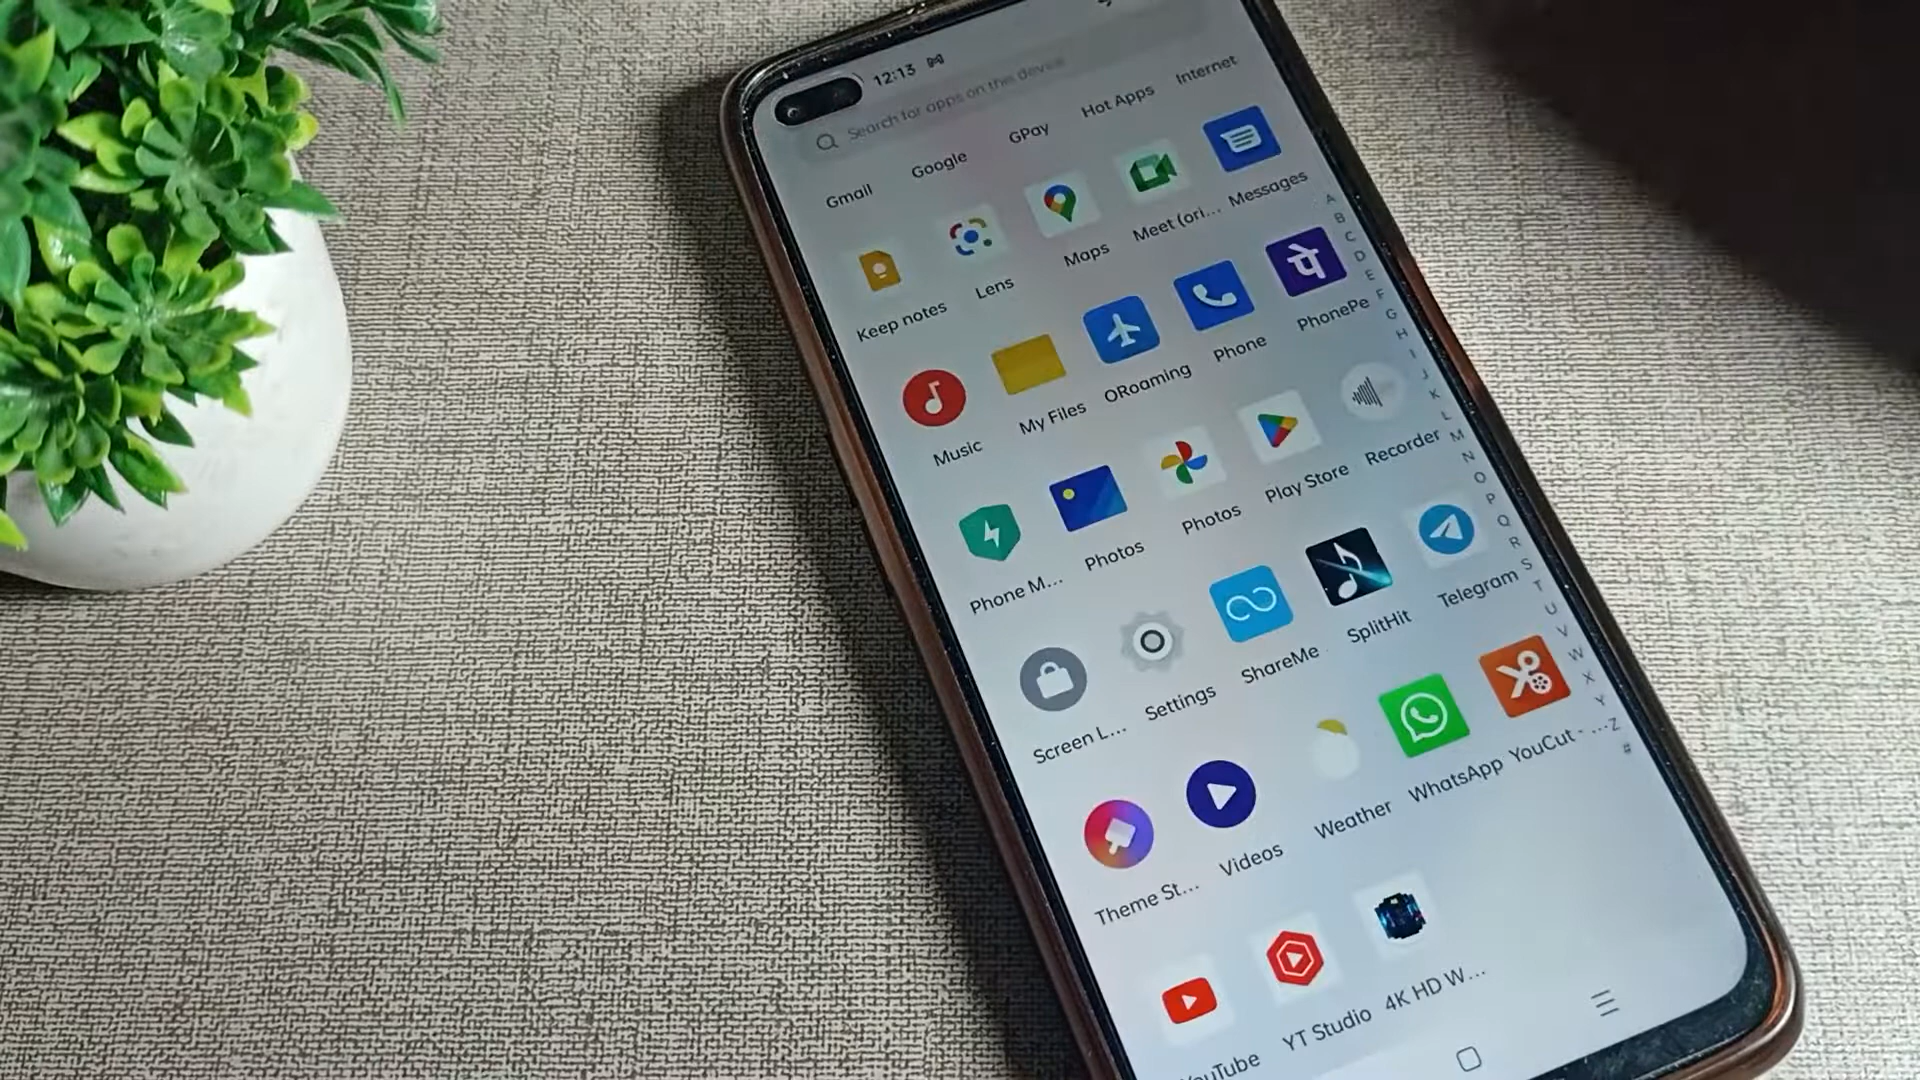 12:13
Search for apps on this device
Gmail Google GPay Hot Apps Internet
Keep notes Lens Maps Meet (ori... Messages
Music My Files ORoaming Phone PhonePe
Phone M... Photos Photos Play Store Recorder
Screen L... Settings ShareMe SplitHit Telegram
Theme St... Videos Weather WhatsApp YouCut - ...
YouTube YT Studio 4K HD W...
A
B
C
D
E
F
G
H
I
J
K
L
M
N
O
P
Q
R
S
T
U
V
W
X
Y
Z
#
पे